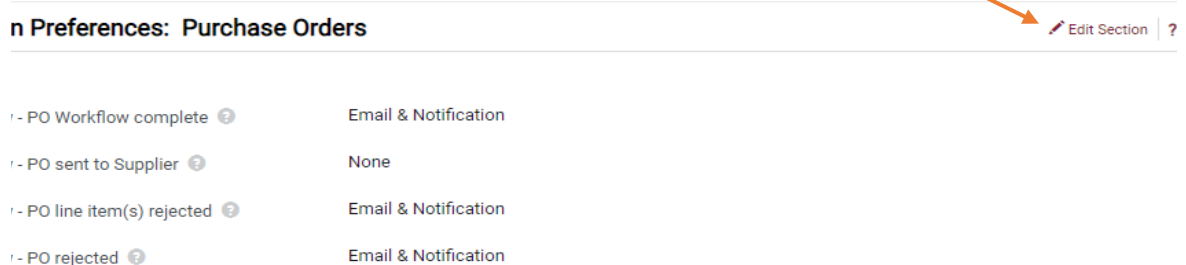 n Preferences: Purchase Orders Edit Section ?
- PO Workflow complete ? Email & Notification
- PO sent to Supplier ? None
- PO line item(s) rejected ? Email & Notification
- PO rejected ? Email & Notification